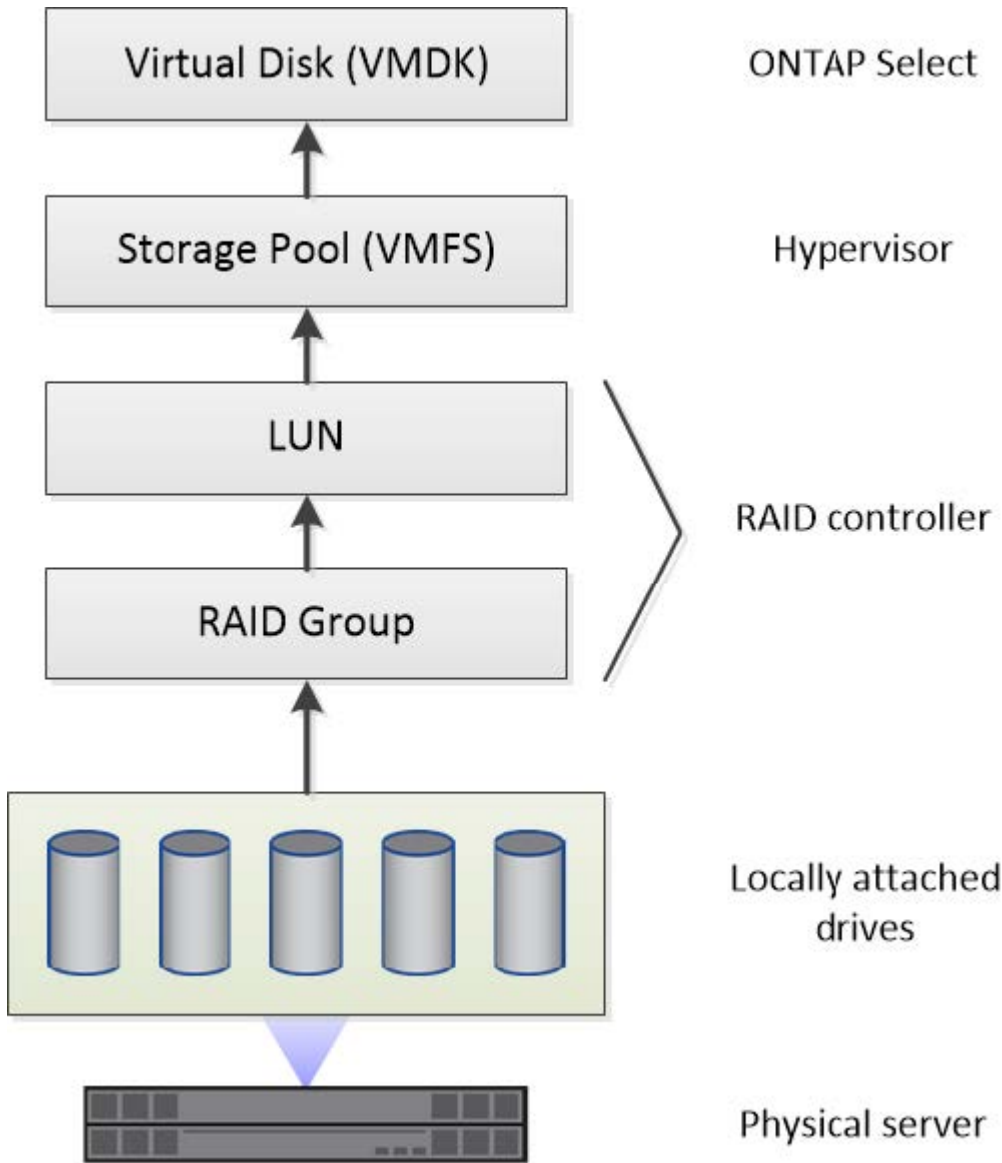 Virtual Disk (VMDK)
ONTAP Select
Storage Pool (VMFS)
Hypervisor
LUN
RAID controller
RAID Group
Locally attached
drives
Physical server